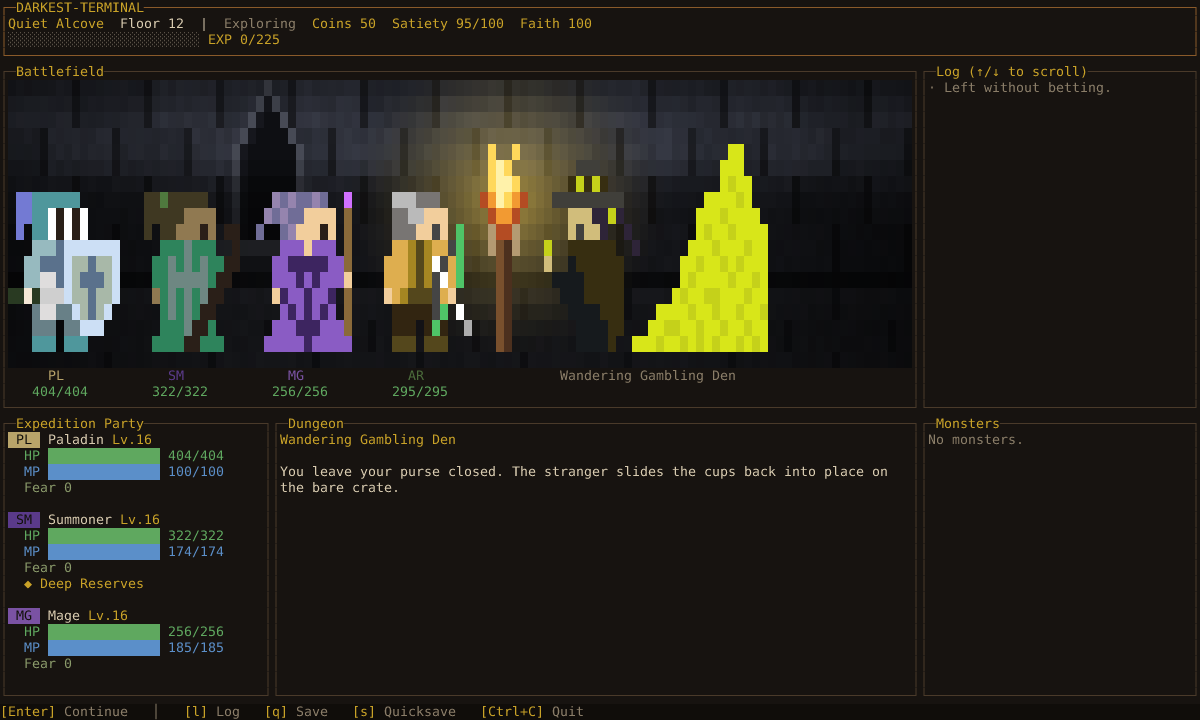 DARKEST-TERMINAL
Quiet Alcove  Floor 12  |  Exploring  Coins 50  Satiety 95/100  Faith 100
EXP 0/225
Battlefield
Log (↑/↓ to scroll)
· Left without betting.
PL SM MG AR Wandering Gambling Den
404/404 322/322 256/256 295/295
Expedition Party
PL Paladin Lv.16
HP 404/404
MP 100/100
Fear 0
SM Summoner Lv.16
HP 322/322
MP 174/174
Fear 0
◆ Deep Reserves
MG Mage Lv.16
HP 256/256
MP 185/185
Fear 0
Dungeon
Wandering Gambling Den
You leave your purse closed. The stranger slides the cups back into place on
the bare crate.
Monsters
No monsters.
[Enter] Continue | [l] Log [q] Save [s] Quicksave [Ctrl+C] Quit